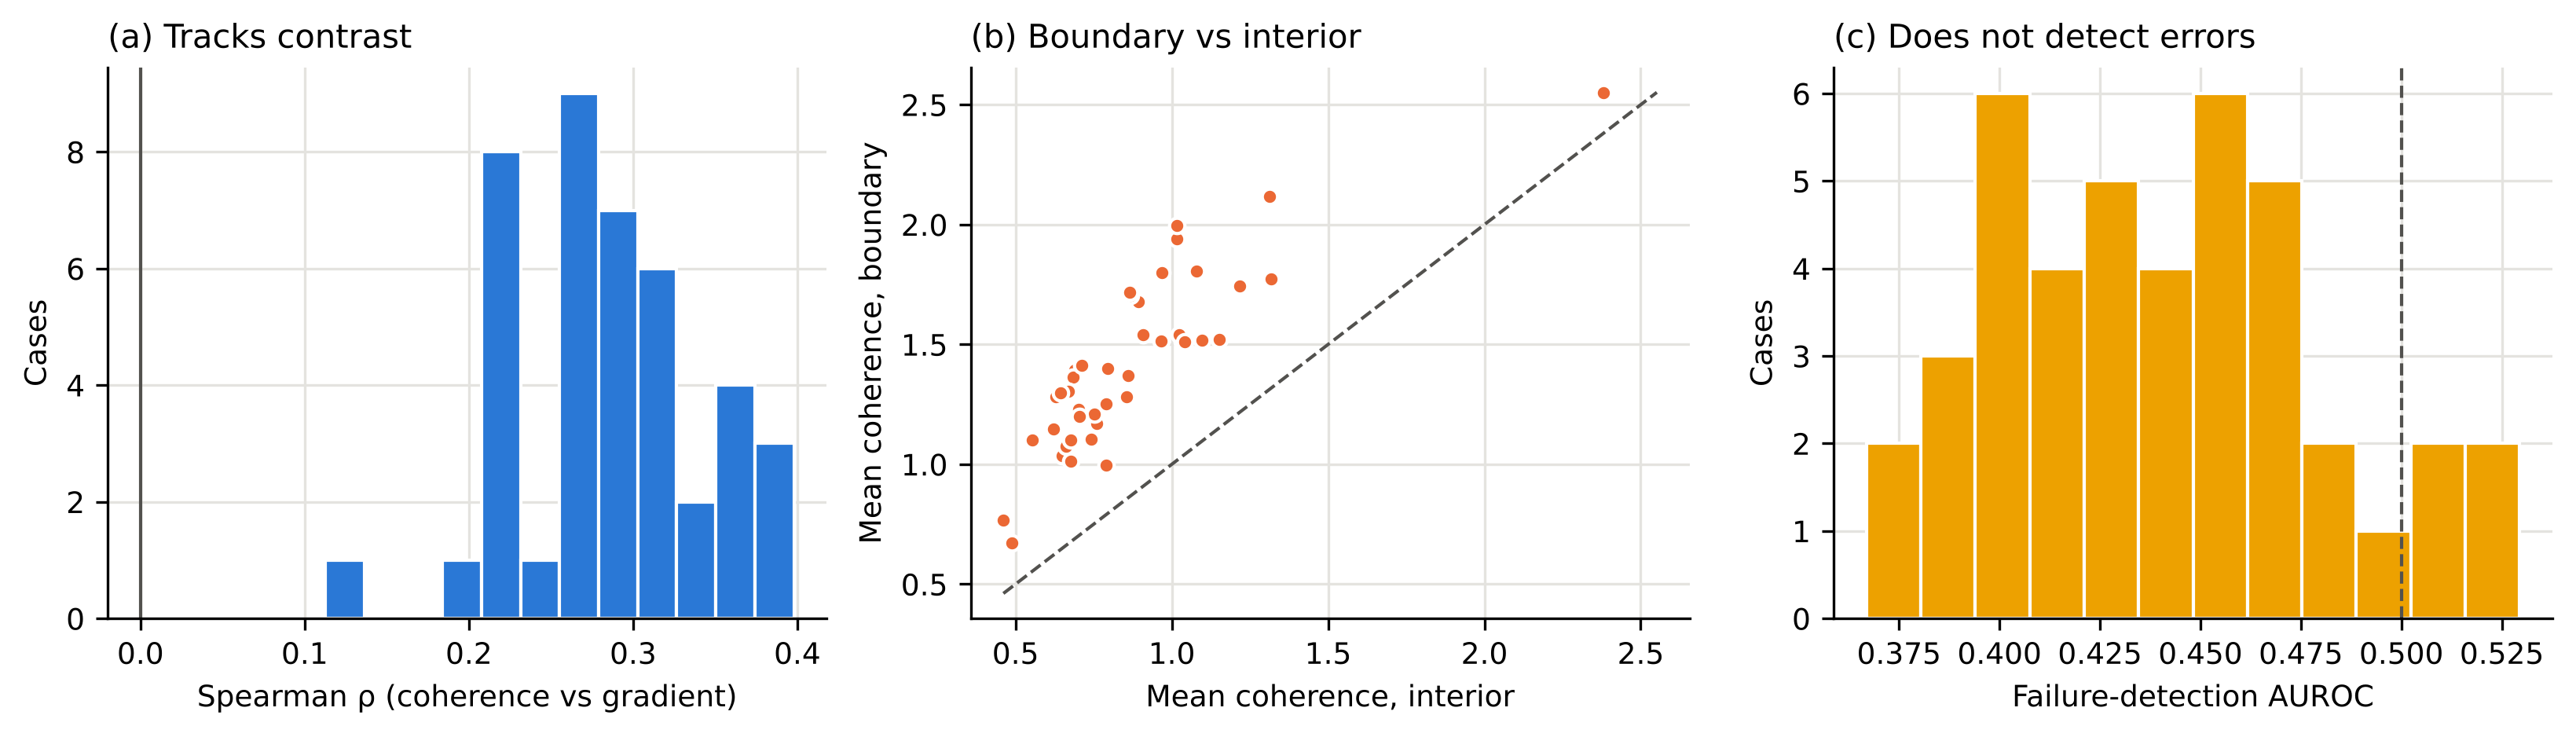 (a) Tracks contrast
Cases
0
2
4
6
8
0.0 0.1 0.2 0.3 0.4
Spearman ρ (coherence vs gradient)
(b) Boundary vs interior
Mean coherence, boundary
2.5
2.0
1.5
1.0
0.5
0.5 1.0 1.5 2.0 2.5
Mean coherence, interior
(c) Does not detect errors
Cases
6
5
4
3
2
1
0
0.375 0.400 0.425 0.450 0.475 0.500 0.525
Failure-detection AUROC